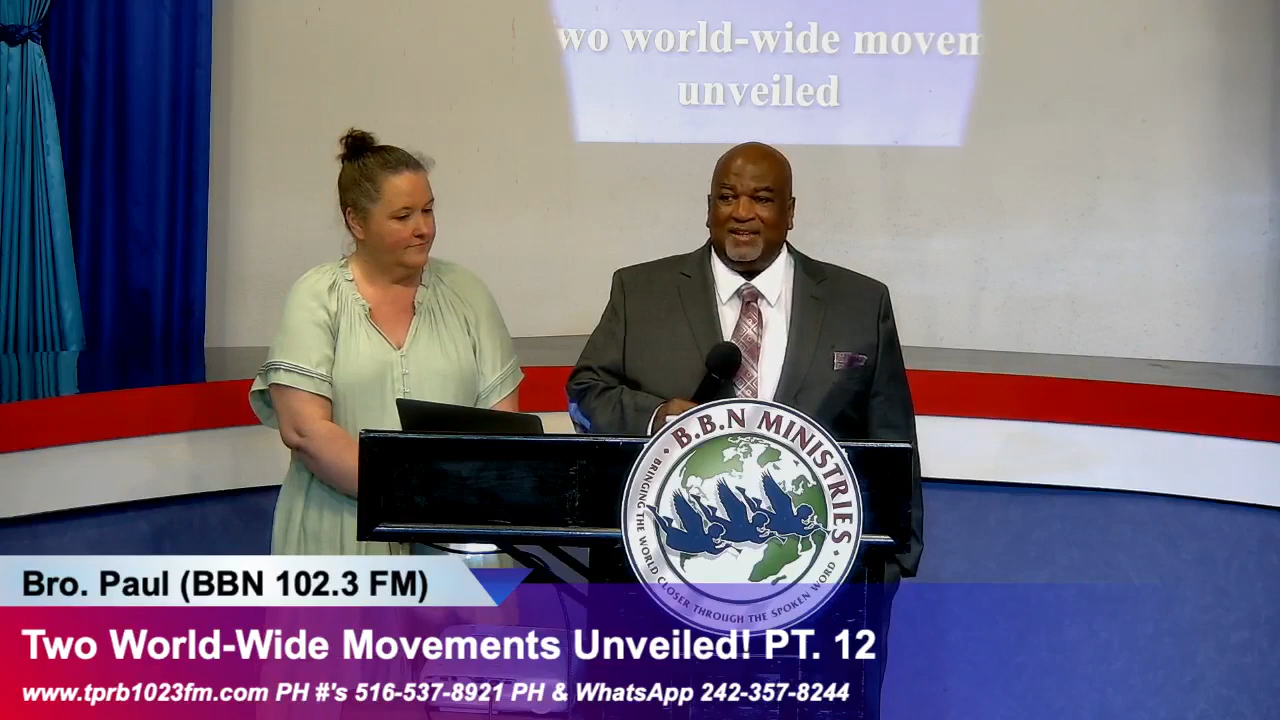 wo world-wide movem
unveiled
B.B.N MINISTRIES
BRINGING THE WORLD CLOSER THROUGH THE SPOKEN WORD
Bro. Paul (BBN 102.3 FM)
Two World-Wide Movements Unveiled! PT. 12
www.tprb1023fm.com PH #'s 516-537-8921 PH & WhatsApp 242-357-8244